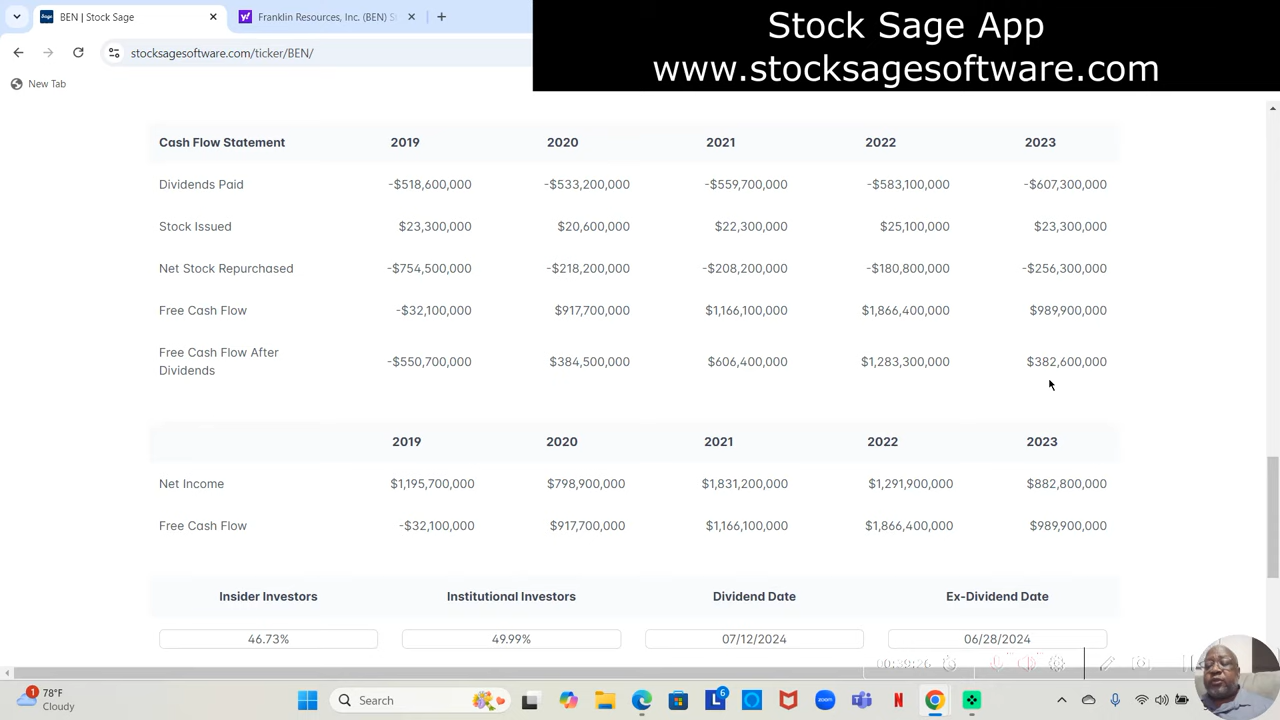 BEN | Stock Sage
Franklin Resources, Inc. (BEN)
Stock Sage App
www.stocksagesoftware.com
stocksagesoftware.com/ticker/BEN/
New Tab
Cash Flow Statement 2019 2020 2021 2022 2023
Dividends Paid -$518,600,000 -$533,200,000 -$559,700,000 -$583,100,000 -$607,300,000
Stock Issued $23,300,000 $20,600,000 $22,300,000 $25,100,000 $23,300,000
Net Stock Repurchased -$754,500,000 -$218,200,000 -$208,200,000 -$180,800,000 -$256,300,000
Free Cash Flow -$32,100,000 $917,700,000 $1,166,100,000 $1,866,400,000 $989,900,000
Free Cash Flow After
Dividends -$550,700,000 $384,500,000 $606,400,000 $1,283,300,000 $382,600,000
2019 2020 2021 2022 2023
Net Income $1,195,700,000 $798,900,000 $1,831,200,000 $1,291,900,000 $882,800,000
Free Cash Flow -$32,100,000 $917,700,000 $1,166,100,000 $1,866,400,000 $989,900,000
Insider Investors Institutional Investors Dividend Date Ex-Dividend Date
46.73% 49.99% 07/12/2024 06/28/2024
1 78°F
Cloudy
Search
6
zoom